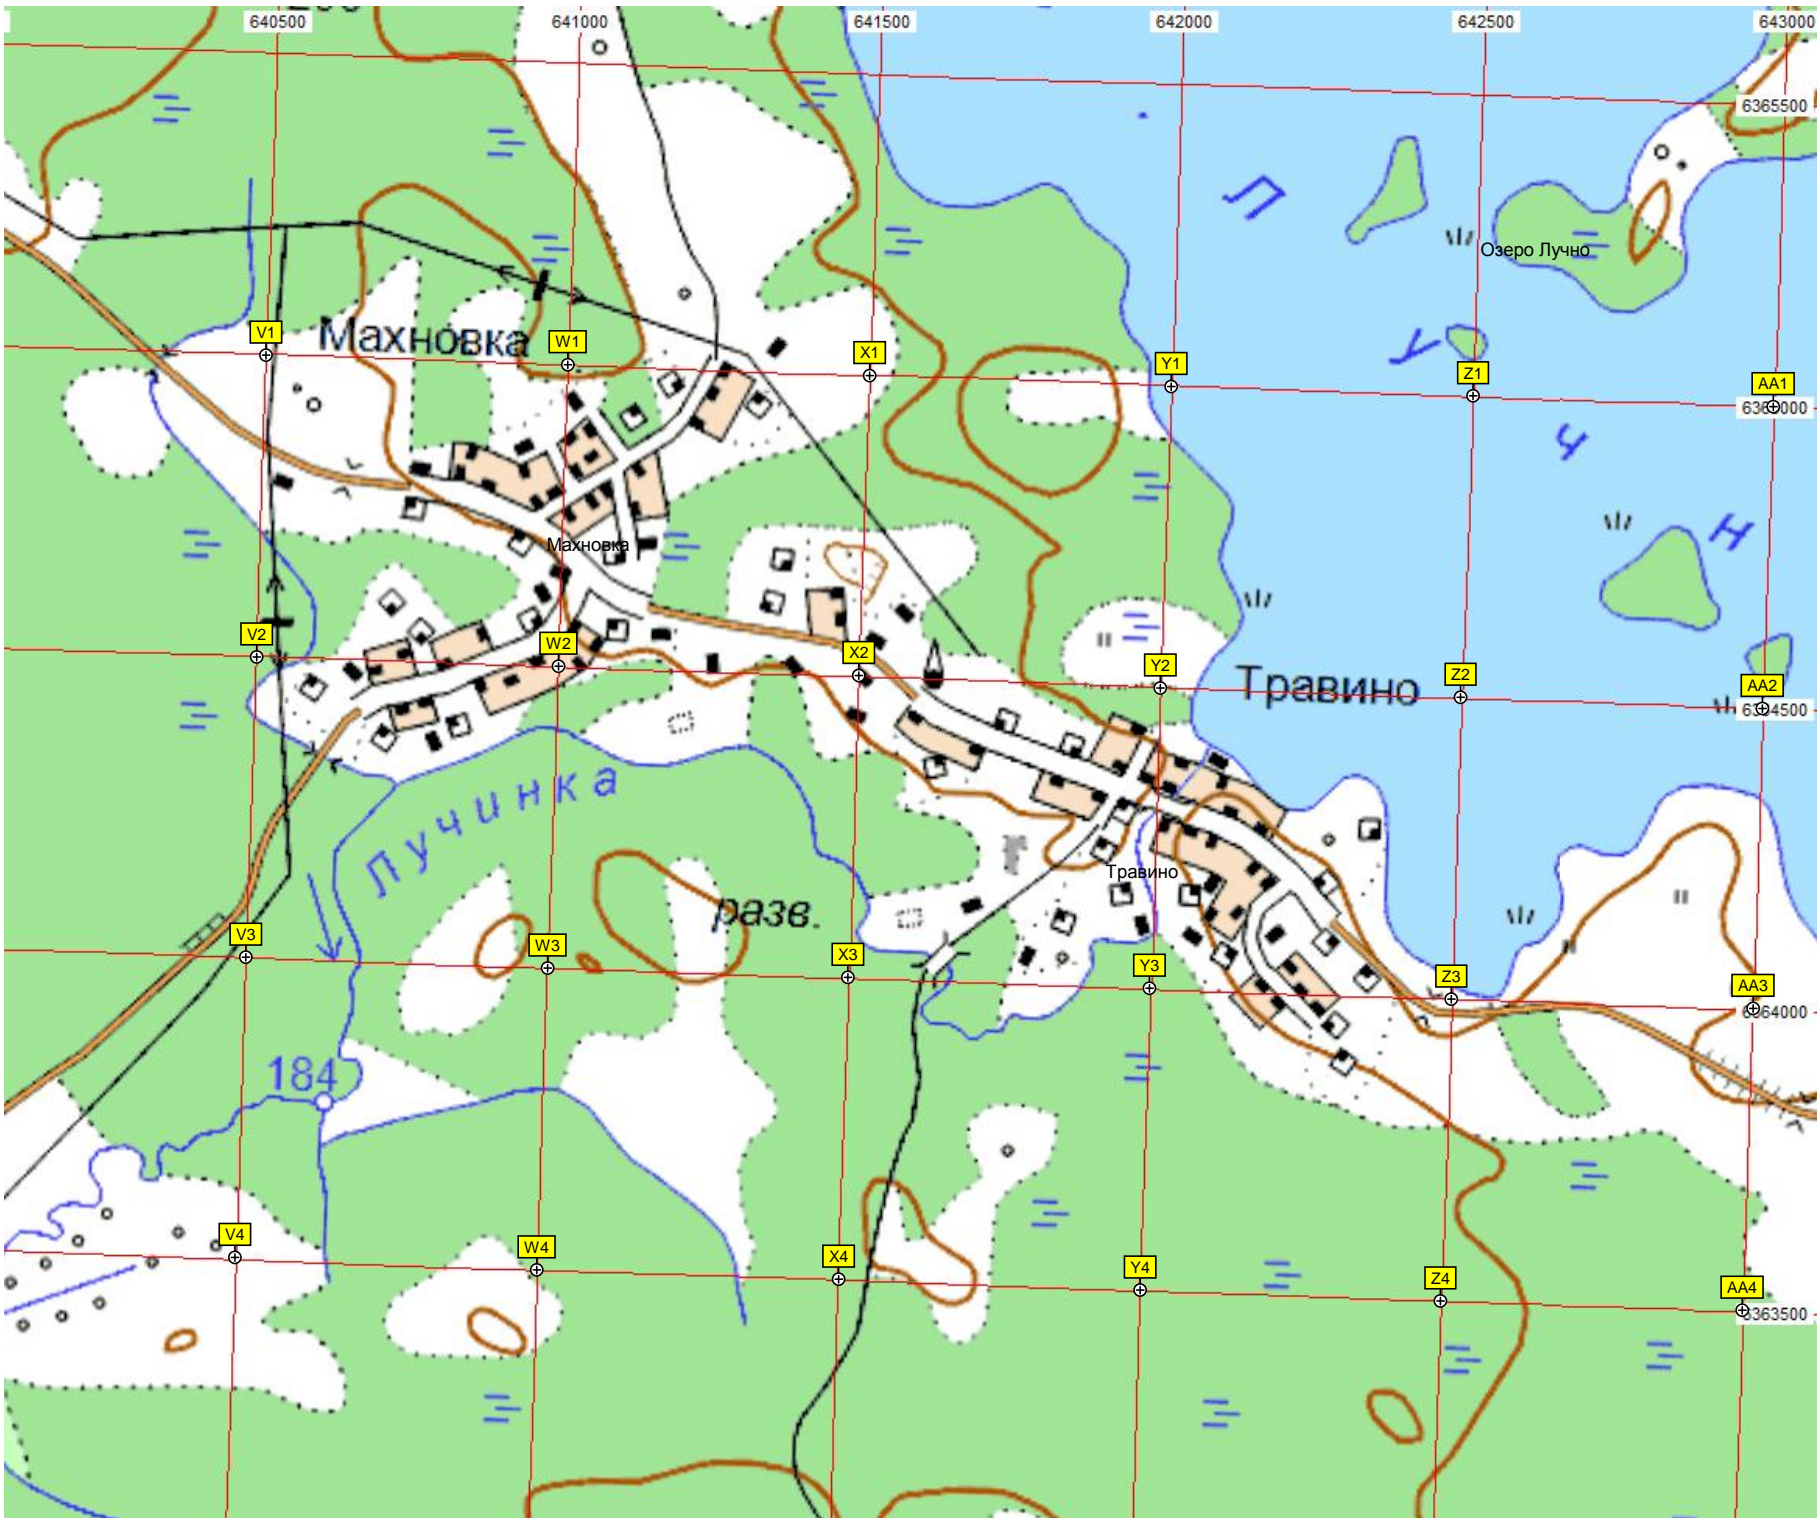 640500 641000 641500 642000 642500 643000
6365500
Л
Озеро Лучно
У
V1 Махновка W1 X1 Y1 Z1 AA1
Ч
Н
Махновка
V2 W2 X2 Y2 Z2 AA2
Травино
6364500
Лучинка
Травино
разв.
V3 W3 X3 Y3 Z3 AA3
6364000
184
V4 W4 X4 Y4 Z4 AA4
6363500